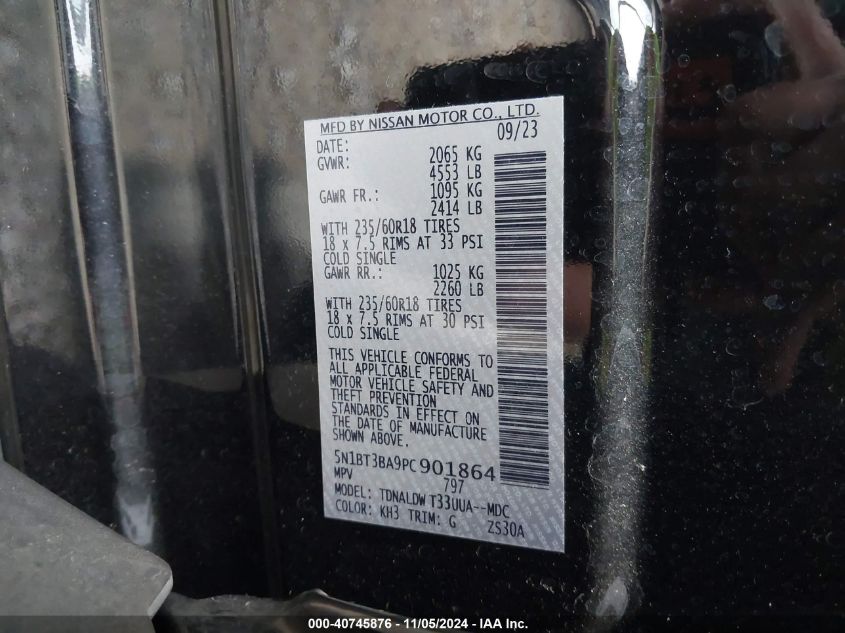 MFD BY NISSAN MOTOR CO., LTD.
DATE: 09/23
GVWR: 2065 KG
4553 LB
GAWR FR.: 1095 KG
2414 LB
WITH 235/60R18 TIRES
18 x 7.5 RIMS AT 33 PSI
COLD SINGLE
GAWR RR.: 1025 KG
2260 LB
WITH 235/60R18 TIRES
18 x 7.5 RIMS AT 30 PSI
COLD SINGLE
THIS VEHICLE CONFORMS TO
ALL APPLICABLE FEDERAL
MOTOR VEHICLE SAFETY AND
THEFT PREVENTION
STANDARDS IN EFFECT ON
THE DATE OF MANUFACTURE
SHOWN ABOVE.
5N1BT3BA9PC901864
MPV 797
MODEL: TDNALDW T33UUA--MDC
COLOR: KH3 TRIM: G ZS30A
000-40745876 - 11/05/2024 - IAA Inc.